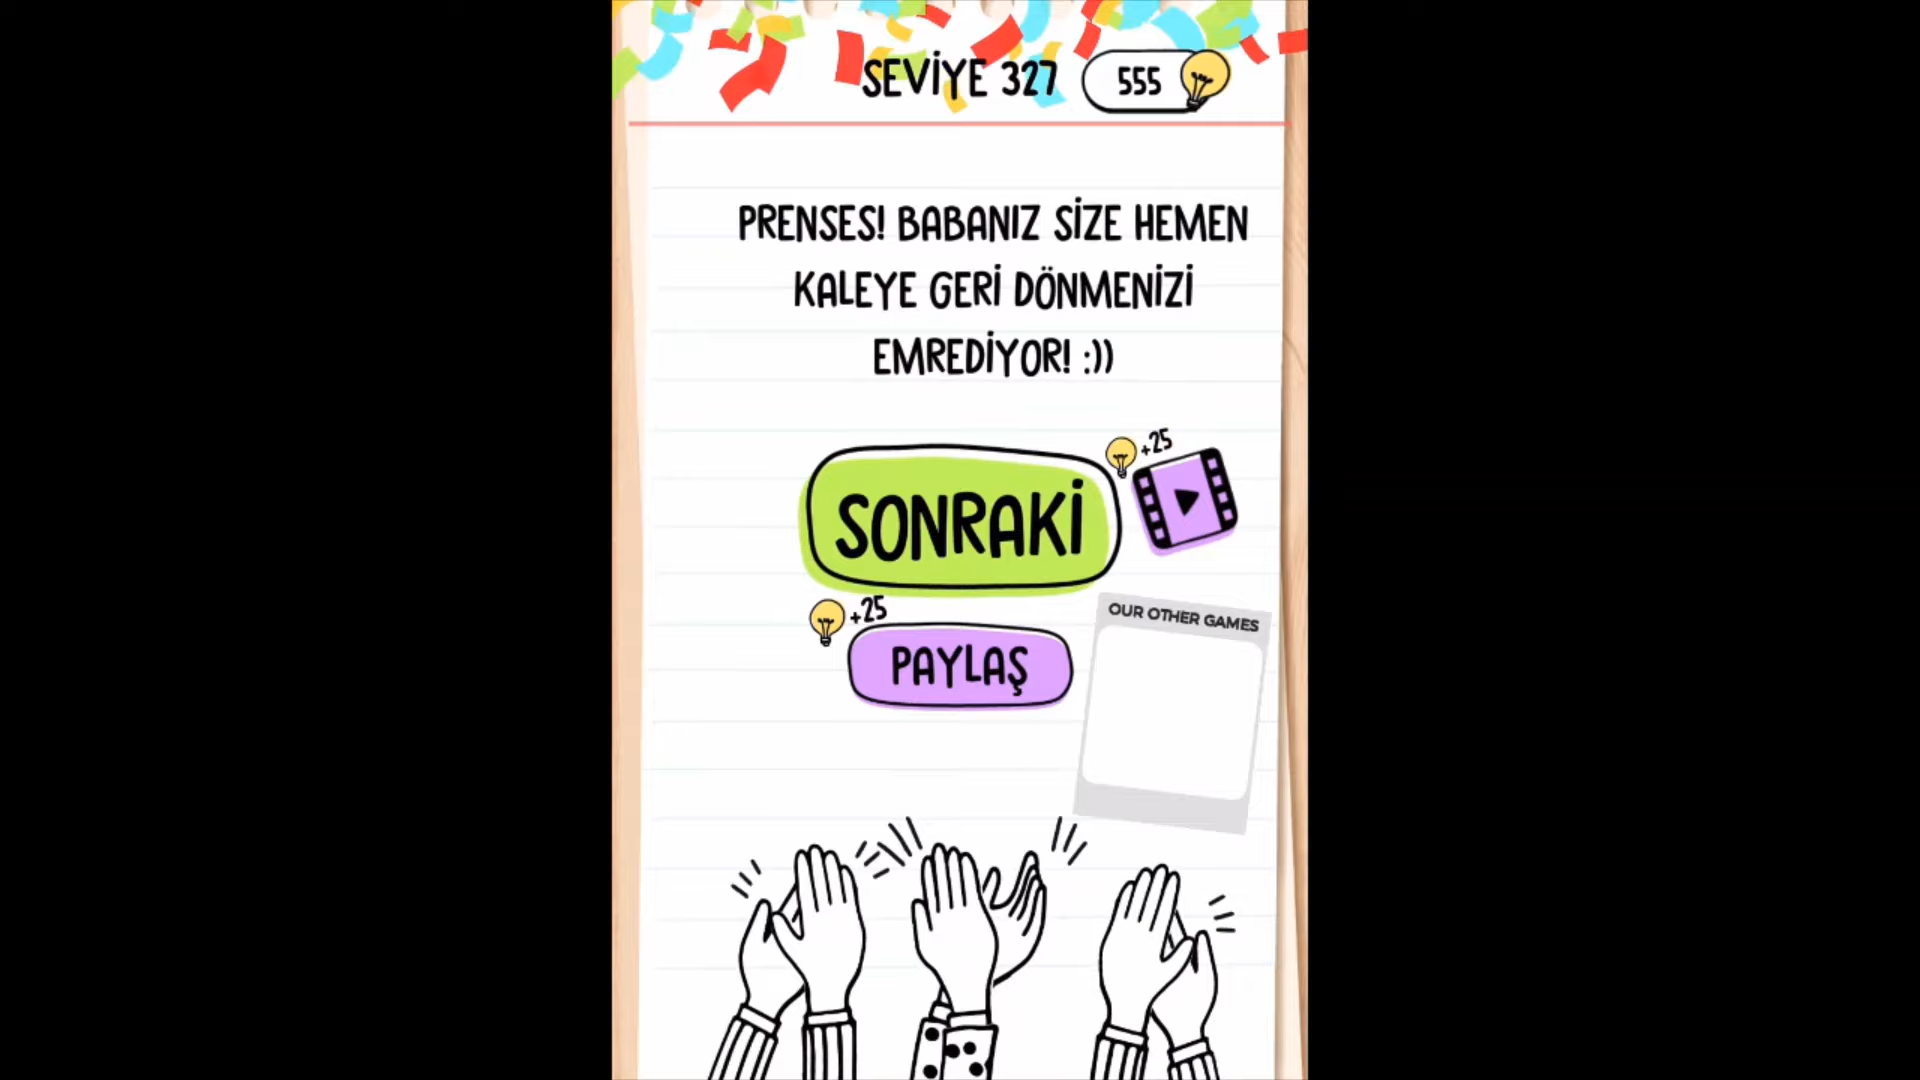 SEVİYE 327
555
PRENSES! BABANIZ SİZE HEMEN
KALEYE GERİ DÖNMENİZİ
EMREDİYOR! :))
+25
SONRAKİ
+25
PAYLAŞ
OUR OTHER GAMES